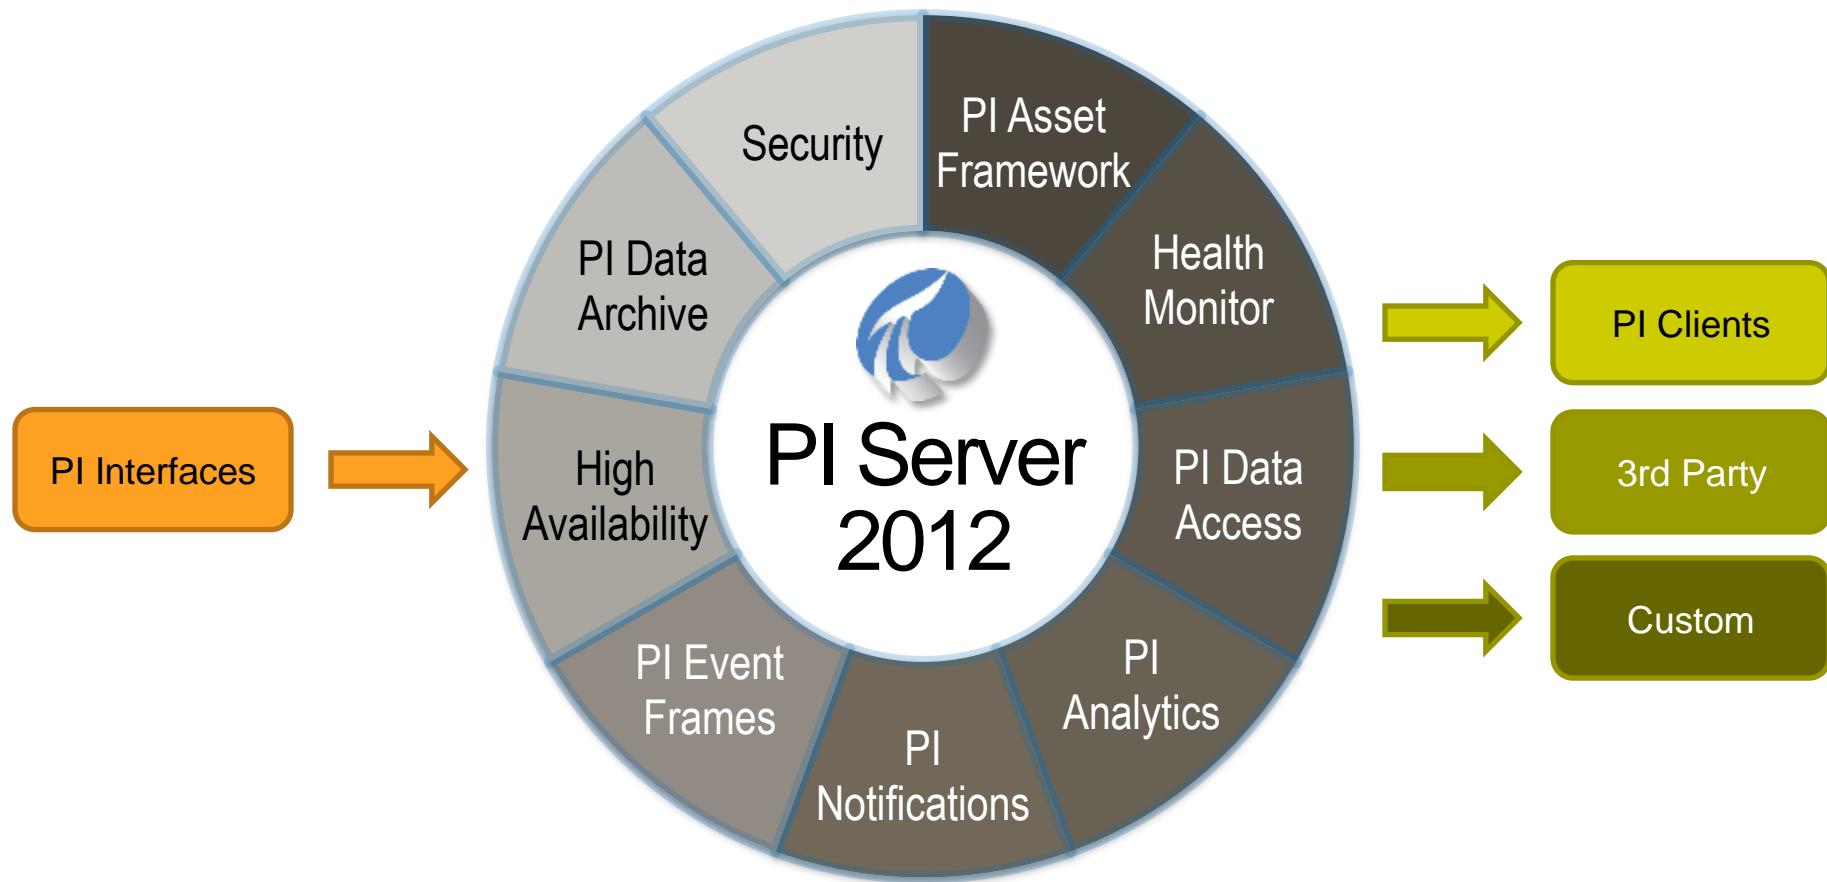 PI Interfaces
Security
PI Asset
Framework
Health
Monitor
PI Data
Access
PI
Analytics
PI
Notifications
PI Event
Frames
High
Availability
PI Data
Archive
PI Server
2012
PI Clients
3rd Party
Custom